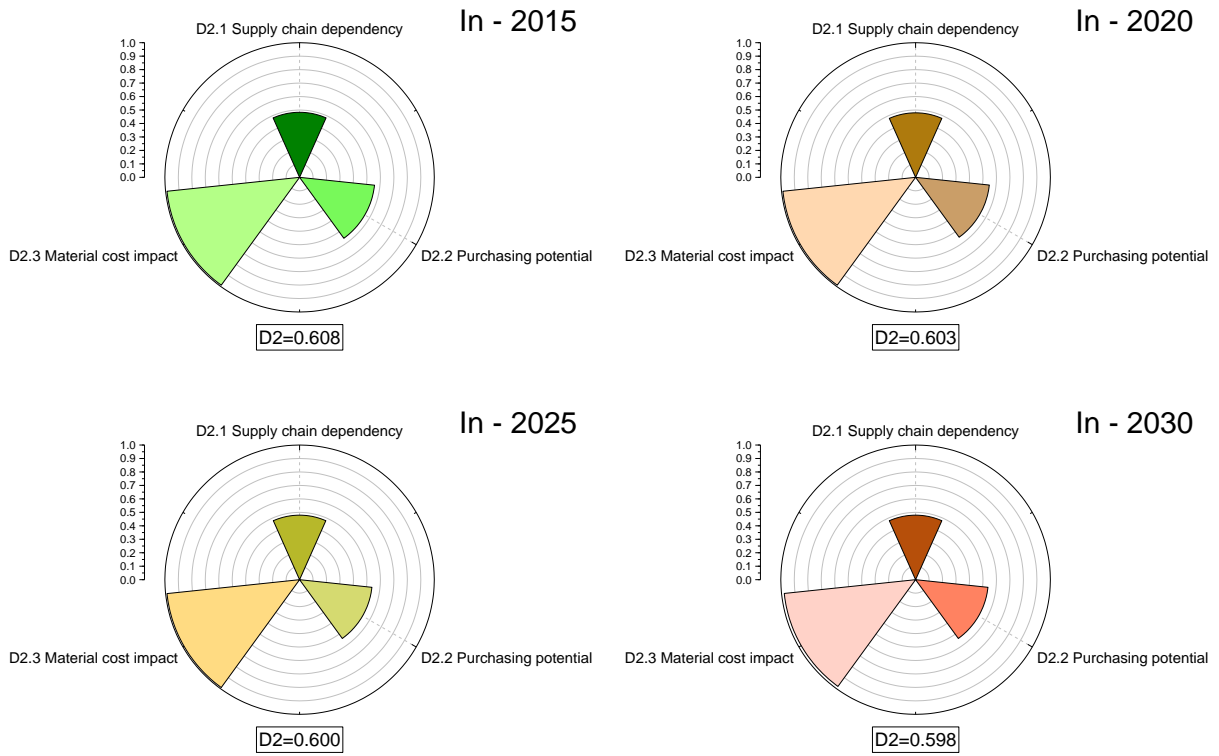 In - 2015
D2.1 Supply chain dependency
1.0
0.9
0.8
0.7
0.6
0.5
0.4
0.3
0.2
0.1
0.0
D2.3 Material cost impact
D2.2 Purchasing potential
D2=0.608
In - 2020
D2.1 Supply chain dependency
1.0
0.9
0.8
0.7
0.6
0.5
0.4
0.3
0.2
0.1
0.0
D2.3 Material cost impact
D2.2 Purchasing potential
D2=0.603
In - 2025
D2.1 Supply chain dependency
1.0
0.9
0.8
0.7
0.6
0.5
0.4
0.3
0.2
0.1
0.0
D2.3 Material cost impact
D2.2 Purchasing potential
D2=0.600
In - 2030
D2.1 Supply chain dependency
1.0
0.9
0.8
0.7
0.6
0.5
0.4
0.3
0.2
0.1
0.0
D2.3 Material cost impact
D2.2 Purchasing potential
D2=0.598